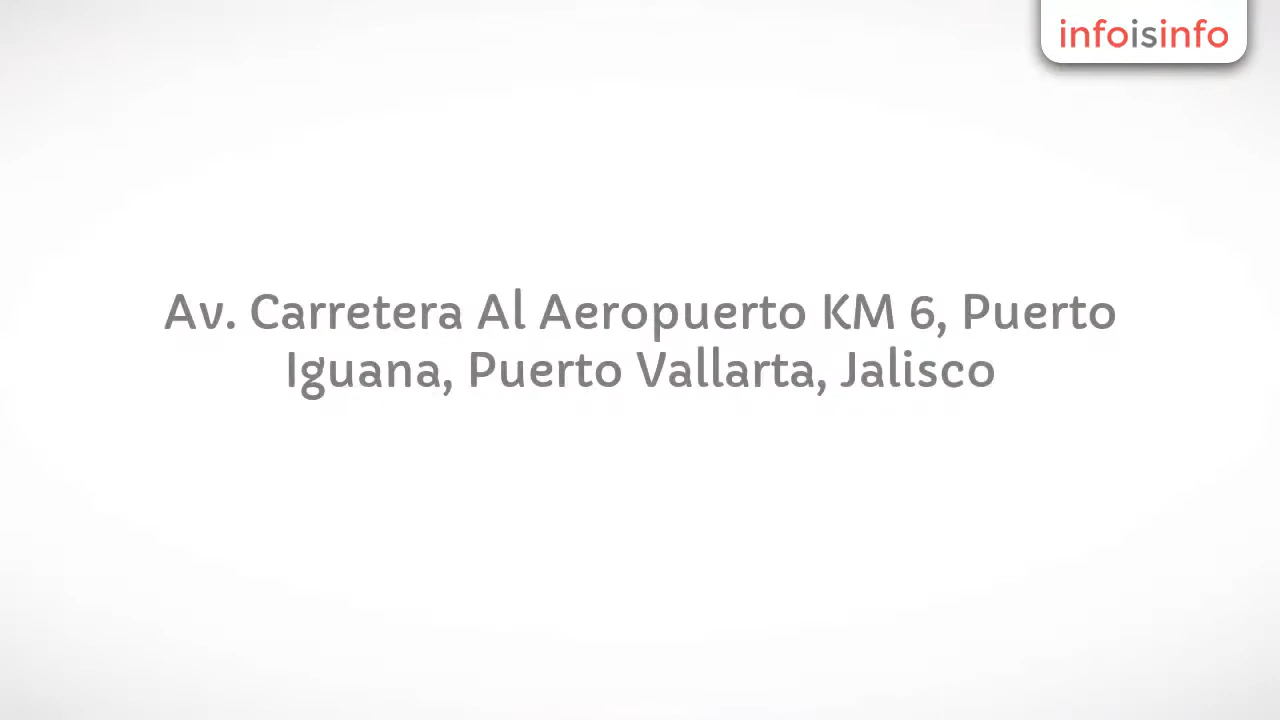 infoisinfo
Av. Carretera Al Aeropuerto KM 6, Puerto
Iguana, Puerto Vallarta, Jalisco